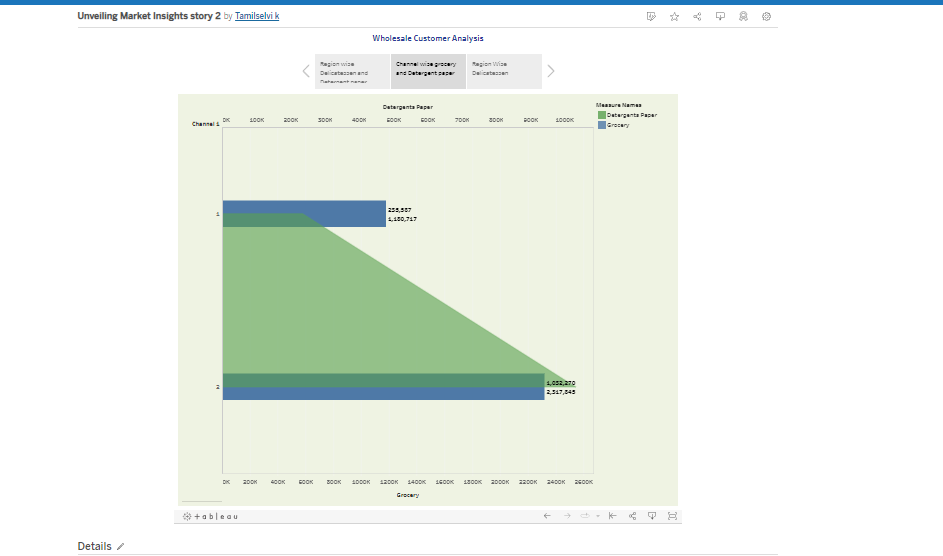 Unveiling Market Insights story 2 by Tamilselvi k
Wholesale Customer Analysis
Region wise
Delicatessen and
Detergent paper
Channel wise grocery
and Detergent paper
Region Wise
Delicatessen
Detergents Paper
Channel 1
0K 100K 200K 300K 400K 500K 600K 700K 800K 900K 1000K
Measure Names
Detergents Paper
Grocery
1
235,587
1,180,717
2
1,032,270
2,317,845
0K 200K 400K 600K 800K 1000K 1200K 1400K 1600K 1800K 2000K 2200K 2400K 2600K
Grocery
+ableau
Details